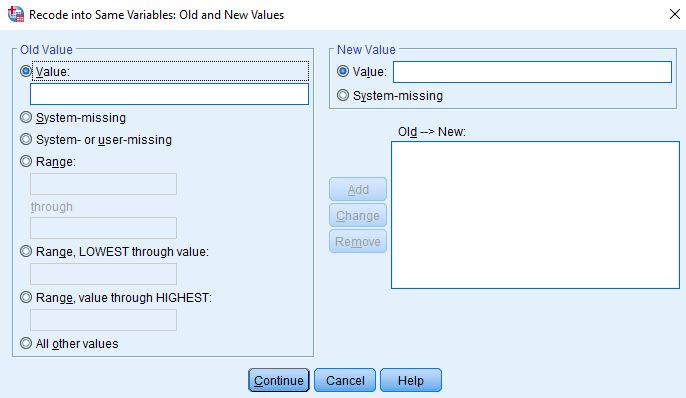 Recode into Same Variables: Old and New Values
Old Value
Value:
System-missing
System- or user-missing
Range:
through
Range, LOWEST through value:
Range, value through HIGHEST:
All other values
New Value
Value:
System-missing
Old --> New:
Add
Change
Remove
Continue
Cancel
Help